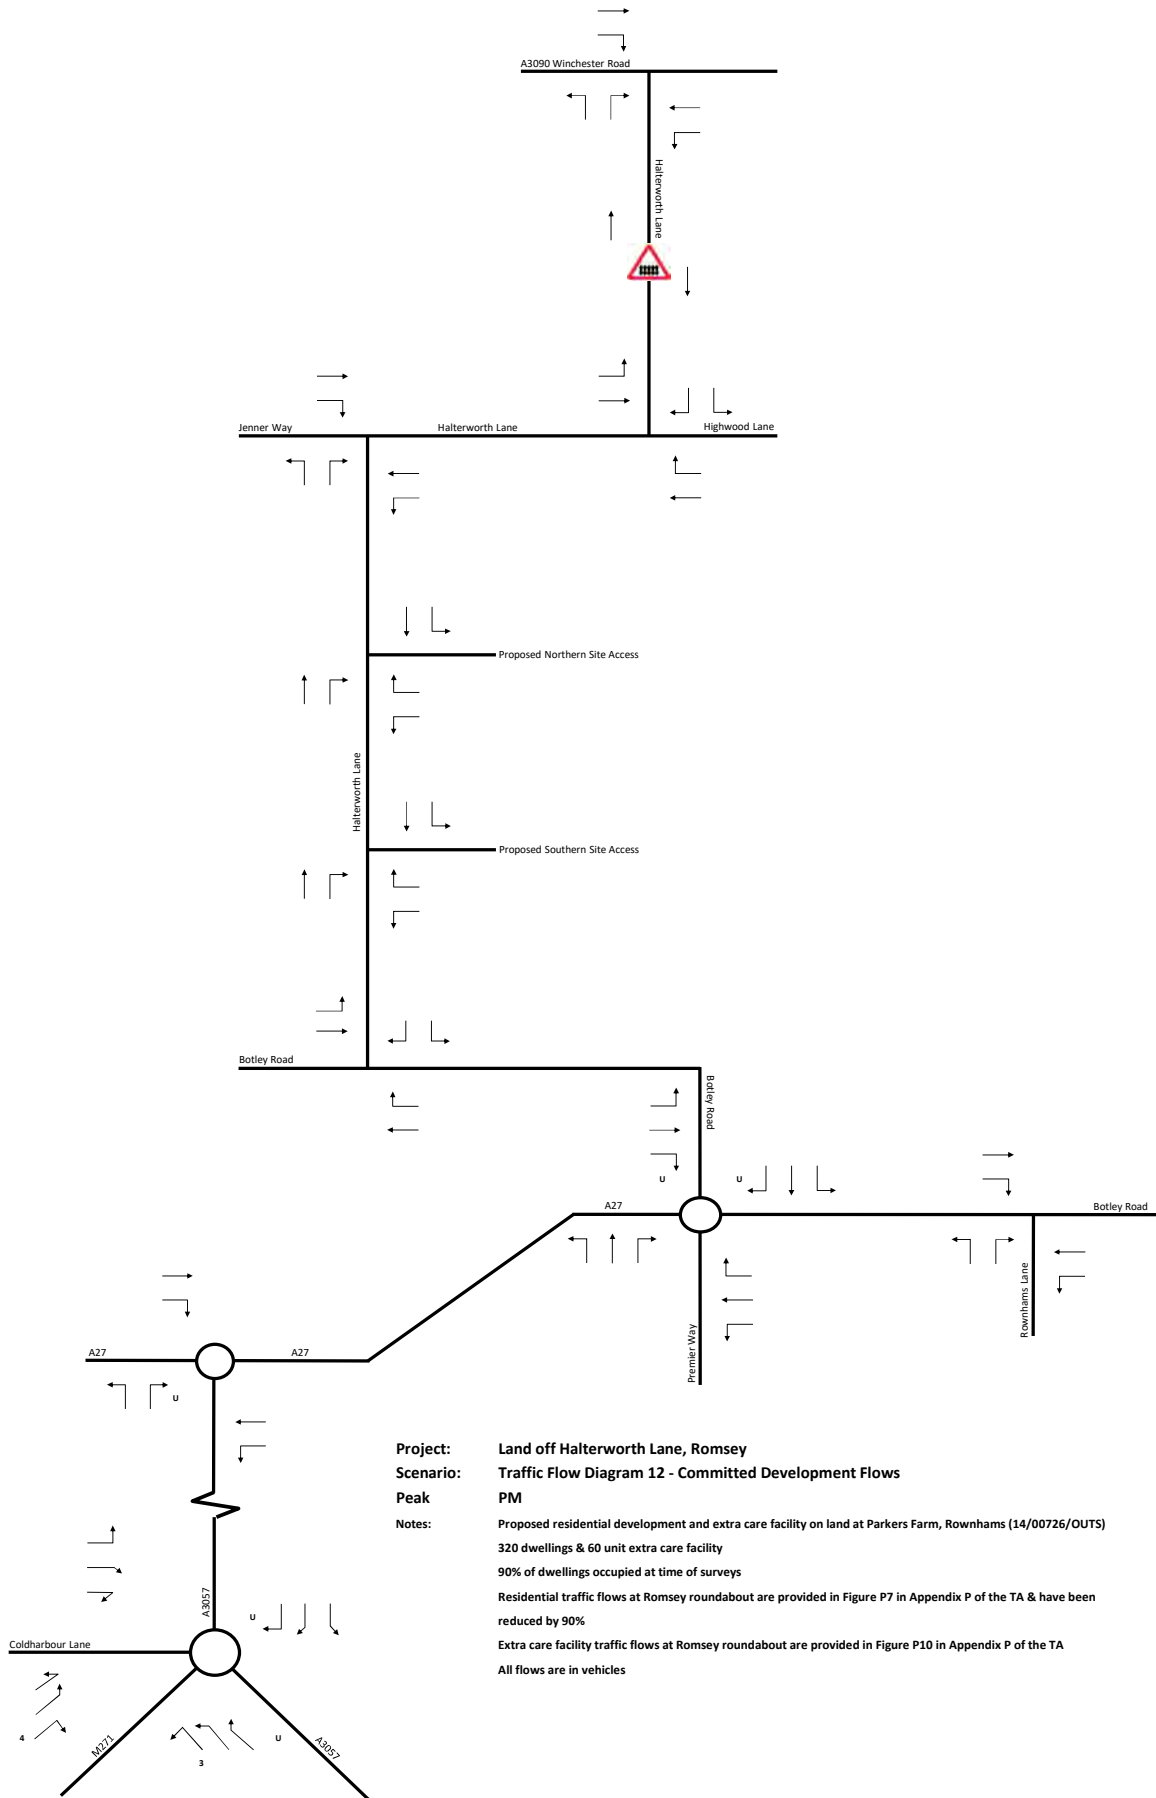 A3090 Winchester Road
Halterworth Lane
Jenner Way
Halterworth Lane
Highwood Lane
Proposed Northern Site Access
Halterworth Lane
Proposed Southern Site Access
Botley Road
Botley Road
U
U
A27
Botley Road
Rownhams Lane
Premier Way
A27
A27
U
Project: Land off Halterworth Lane, Romsey
Scenario: Traffic Flow Diagram 12 - Committed Development Flows
Peak PM
Notes: Proposed residential development and extra care facility on land at Parkers Farm, Rownhams (14/00726/OUTS)
320 dwellings & 60 unit extra care facility
90% of dwellings occupied at time of surveys
Residential traffic flows at Romsey roundabout are provided in Figure P7 in Appendix P of the TA & have been
reduced by 90%
Extra care facility traffic flows at Romsey roundabout are provided in Figure P10 in Appendix P of the TA
All flows are in vehicles
A3057
U
Coldharbour Lane
4
M271
3
U
A3057